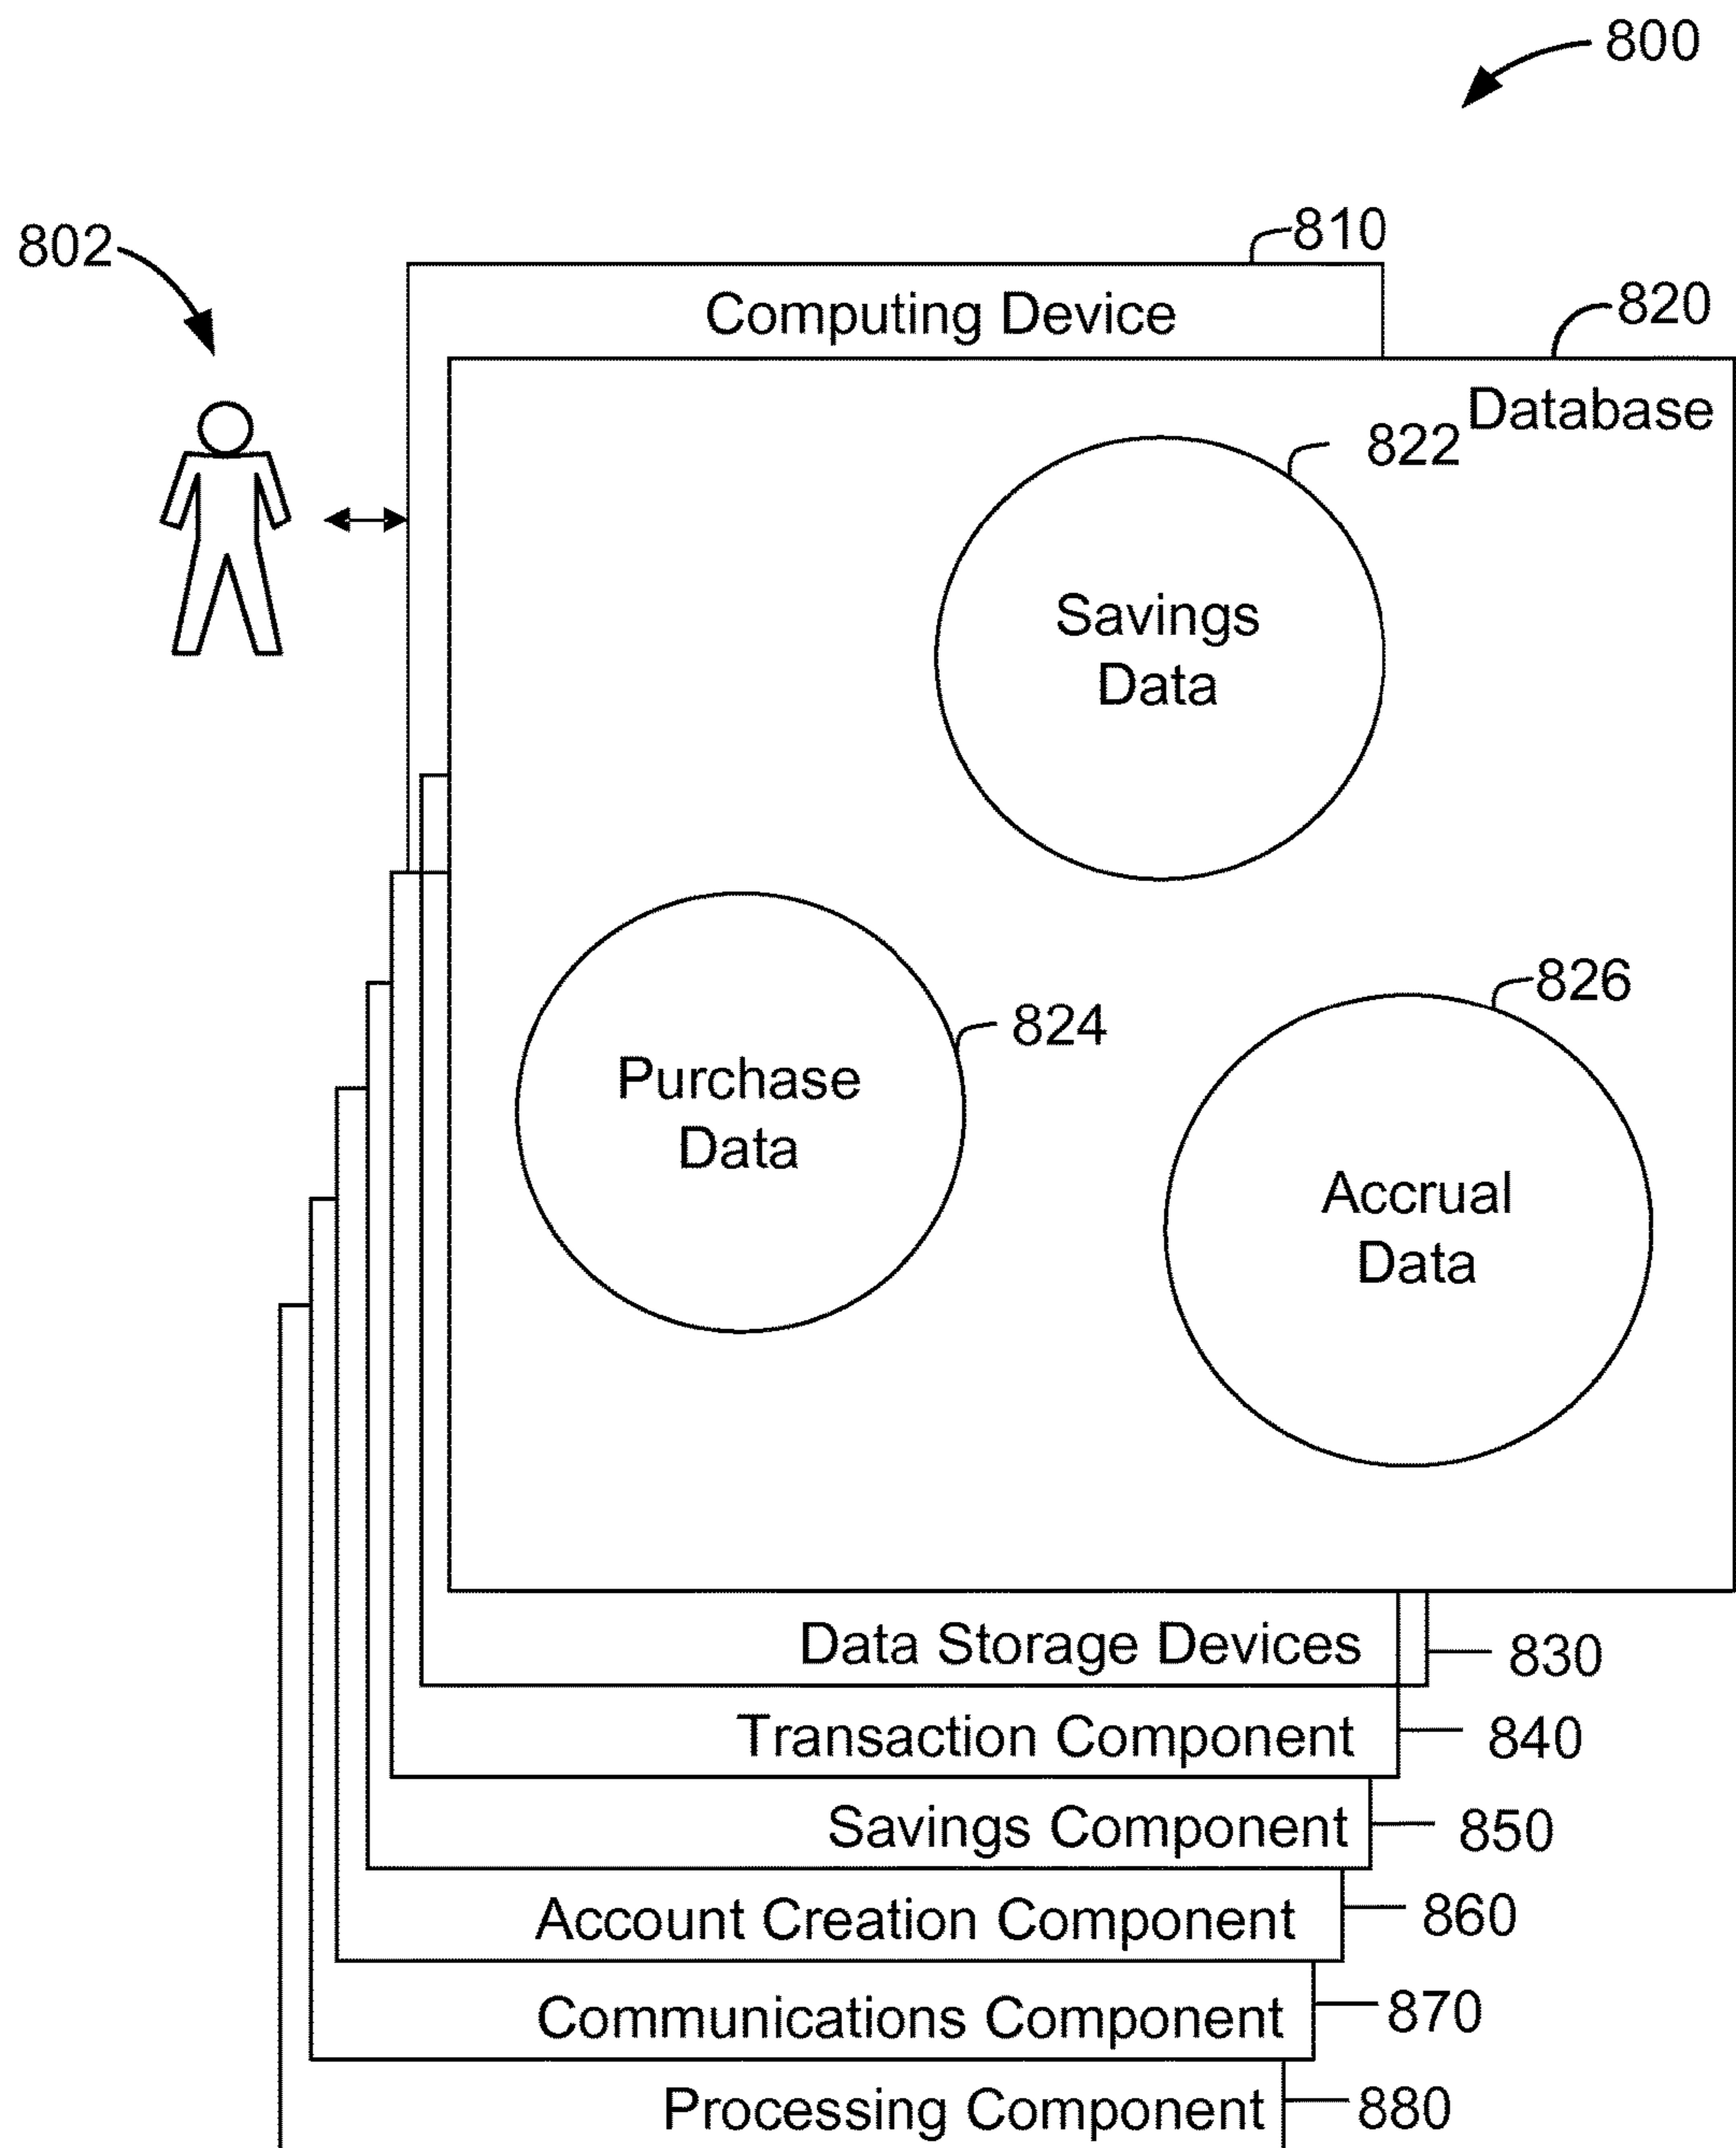 800
802
810
Computing Device
820
Database
822
Savings
Data
826
824
Purchase
Data
Accrual
Data
Data Storage Devices
830
Transaction Component
840
Savings Component
850
Account Creation Component
860
Communications Component
870
Processing Component
880